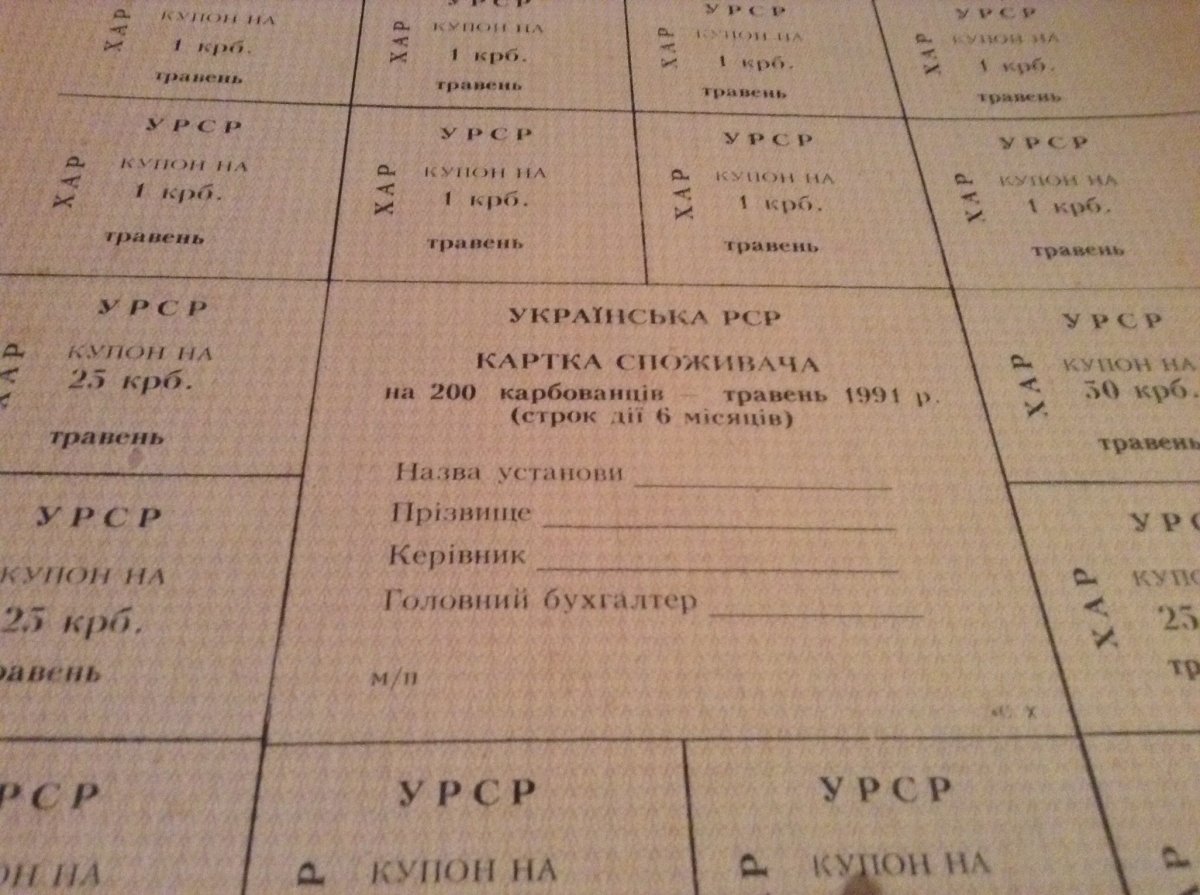 ХАР
КУПОН НА
1 крб.
травень
УРСР
ХАР
КУПОН НА
1 крб.
травень
УРСР
ХАР
КУПОН НА
1 крб.
травень
УРСР
ХАР
КУПОН НА
1 крб.
травень
УРСР
ХАР
КУПОН НА
1 крб.
травень
УРСР
ХАР
КУПОН НА
1 крб.
травень
УРСР
ХАР
КУПОН НА
1 крб.
травень
УРСР
ХАР
КУПОН НА
1 крб.
травень
УРСР
ХАР
КУПОН НА
25 крб.
травень
УКРАЇНСЬКА РСР
КАРТКА СПОЖИВАЧА
на 200 карбованців — травень 1991 р.
(строк дії 6 місяців)
Назва установи
Прізвище
Керівник
Головний бухгалтер
м/п
УРСР
ХАР
КУПОН НА
50 крб.
травень
УРСР
КУПОН НА
25 крб.
травень
ХАР
25
УРСР
КУПОН НА
УРСР
КУПОН НА